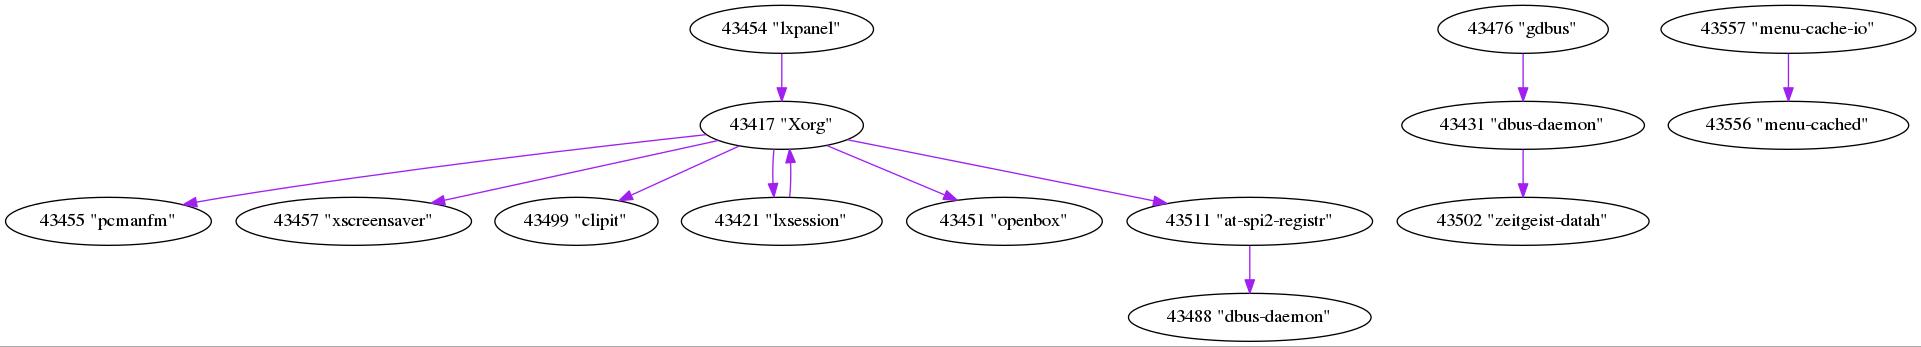 43454 "lxpanel"
43476 "gdbus"
43557 "menu-cache-io"
43417 "Xorg"
43431 "dbus-daemon"
43556 "menu-cached"
43455 "pcmanfm"
43457 "xscreensaver"
43499 "clipit"
43421 "lxsession"
43451 "openbox"
43511 "at-spi2-registr"
43502 "zeitgeist-datah"
43488 "dbus-daemon"